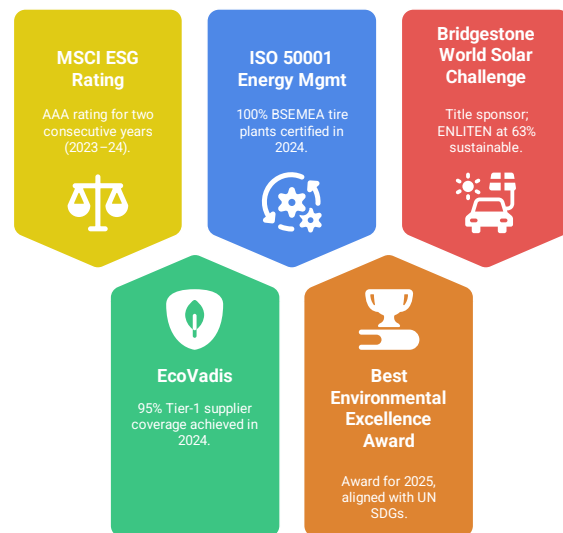 MSCI ESG
Rating
AAA rating for two
consecutive years
(2023–24).
ISO 50001
Energy Mgmt
100% BSEMEA tire
plants certified in
2024.
Bridgestone
World Solar
Challenge
Title sponsor;
ENLITEN at 63%
sustainable.
EcoVadis
95% Tier-1 supplier
coverage achieved in
2024.
Best
Environmental
Excellence
Award
Award for 2025,
aligned with UN
SDGs.